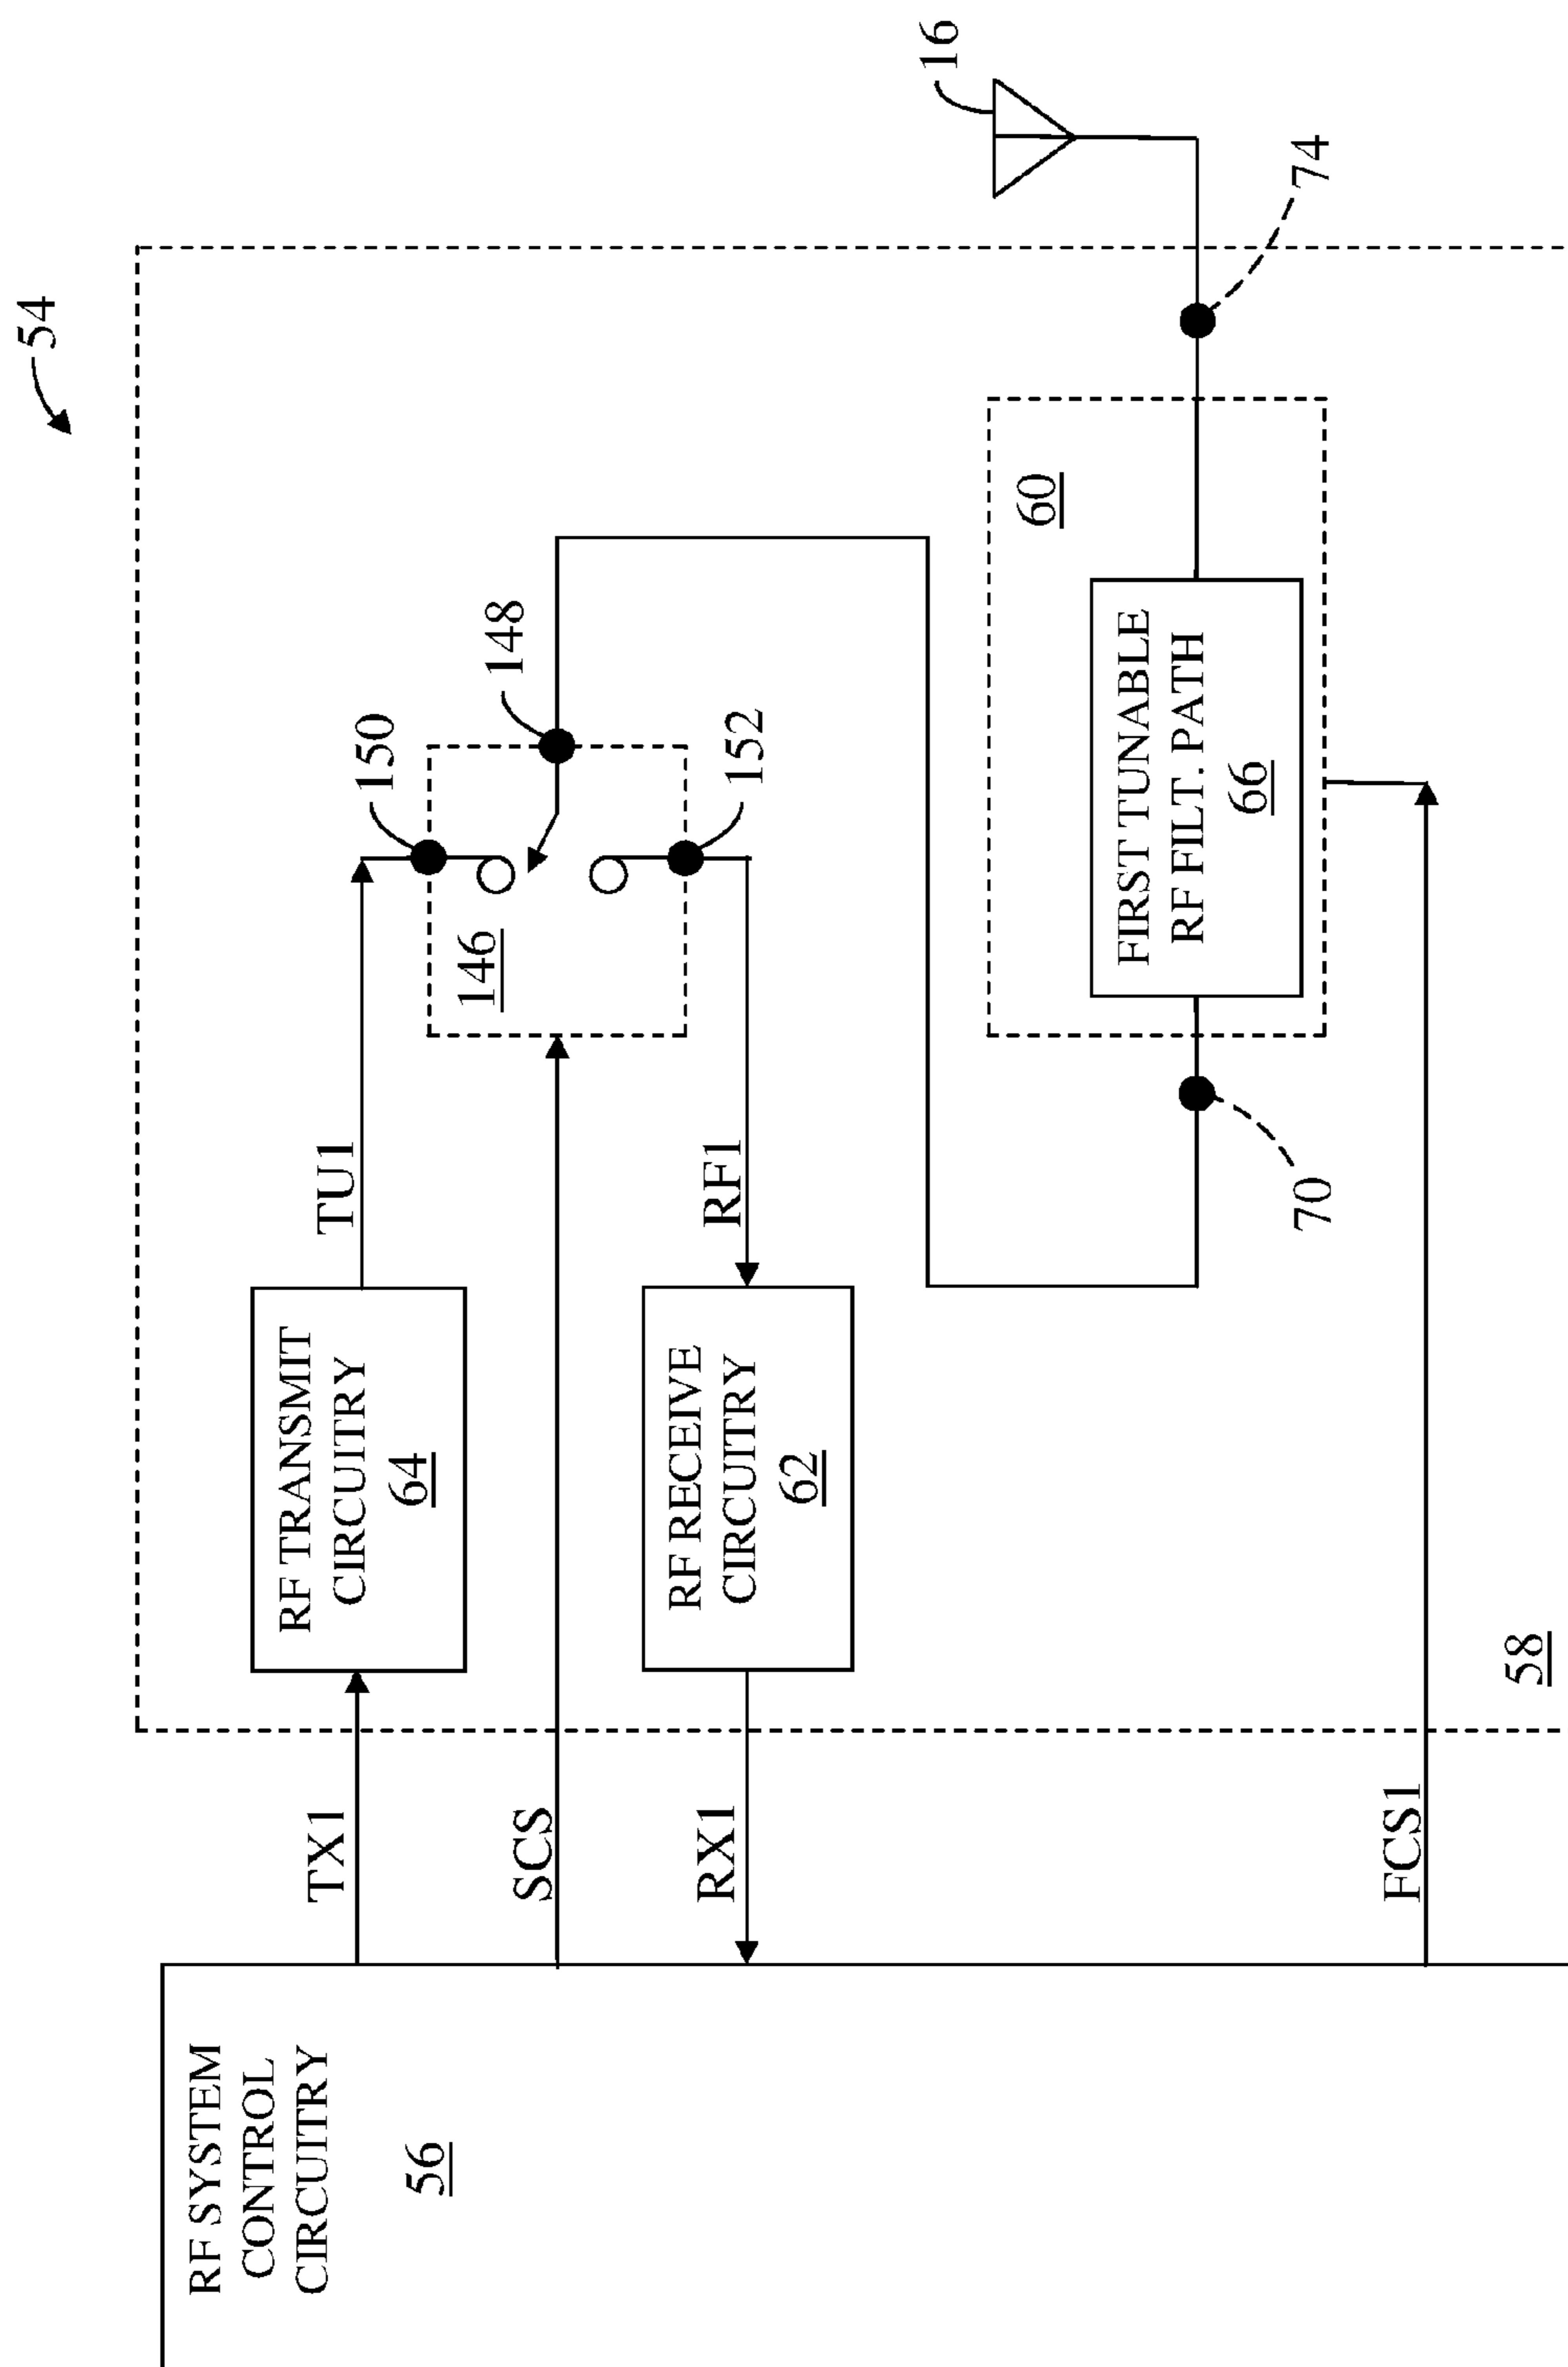 54
16
RF SYSTEM
CONTROL
CIRCUITRY
56
TX1
RF TRANSMIT
CIRCUITRY
64
TU1
150
146
148
SCS
152
RX1
RF RECEIVE
CIRCUITRY
62
RF1
60
74
FIRST TUNABLE
RF FILT. PATH
66
70
FCS1
58